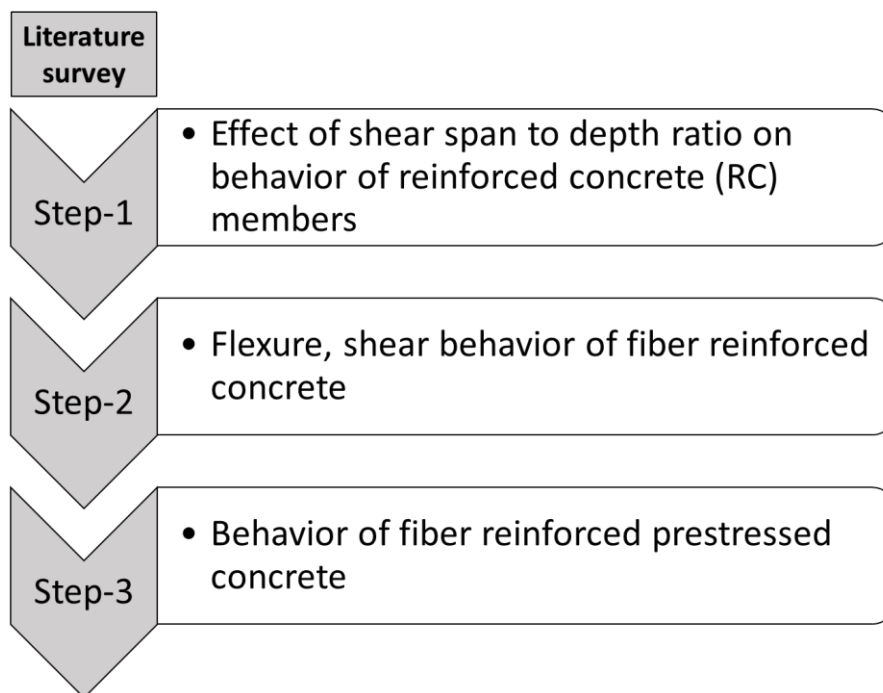 Literature
survey
Step-1
• Effect of shear span to depth ratio on
behavior of reinforced concrete (RC)
members
Step-2
• Flexure, shear behavior of fiber reinforced
concrete
Step-3
• Behavior of fiber reinforced prestressed
concrete